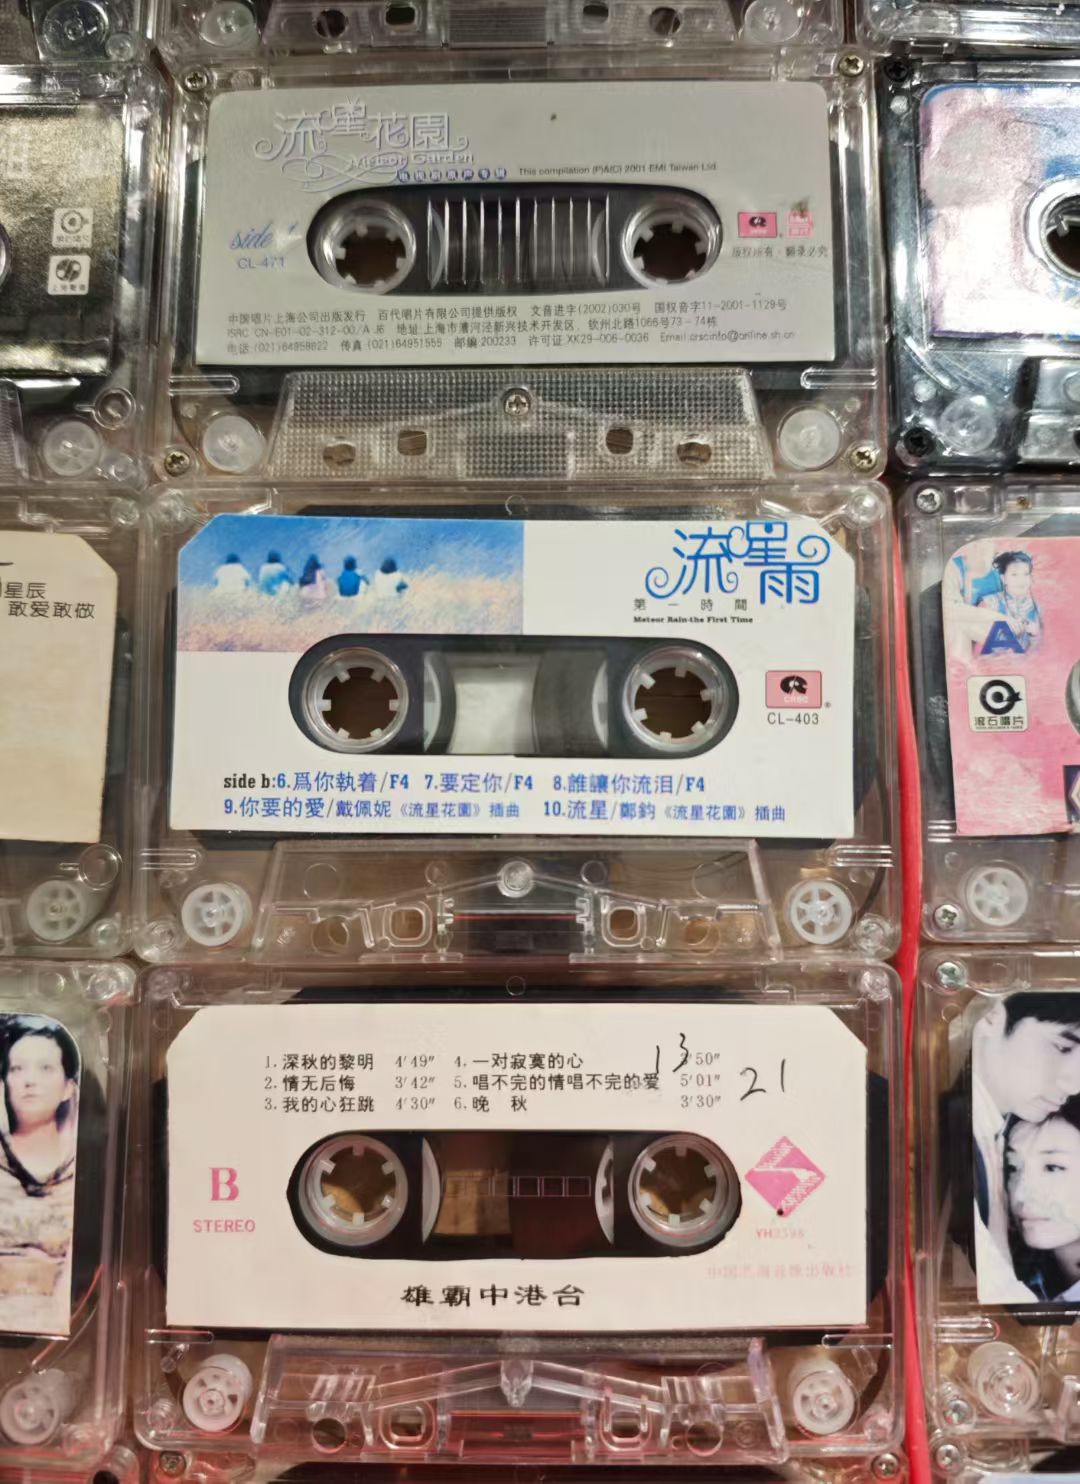 流星花園
Meteor Garden
电视剧原声专辑
This compilation (P)&(C) 2001 EMI Taiwan Ltd.
side 1
CL-471
版权所有·翻录必究
中国唱片上海公司出版发行 百代唱片有限公司提供版权 文音进字(2002)030号 国权音字11-2001-1129号
ISRC CN-E01-02-312-00/A·J6 地址:上海市漕河泾新兴技术开发区 钦州北路1066号73-74栋
电话:(021)64958822 传真:(021)64951555 邮编:200233 许可证:XK29-006-0036 Email:crscinfo@online.sh.cn
星辰
敢爱敢做
流星雨
第一時間
Meteor Rain-the First Time
CL-403
side b:6.爲你執着/F4 7.要定你/F4 8.誰讓你流泪/F4
9.你要的愛/戴佩妮《流星花園》插曲 10.流星/鄭鈞《流星花園》插曲
A
滚石唱片
1. 深秋的黎明 4′49″ 4. 一对寂寞的心 50″
2. 情无后悔 3′42″ 5. 唱不完的情唱不完的爱 5′01″
3. 我的心狂跳 4′30″ 6. 晚 秋 3′30″
13
21
B
STEREO
雄霸中港台